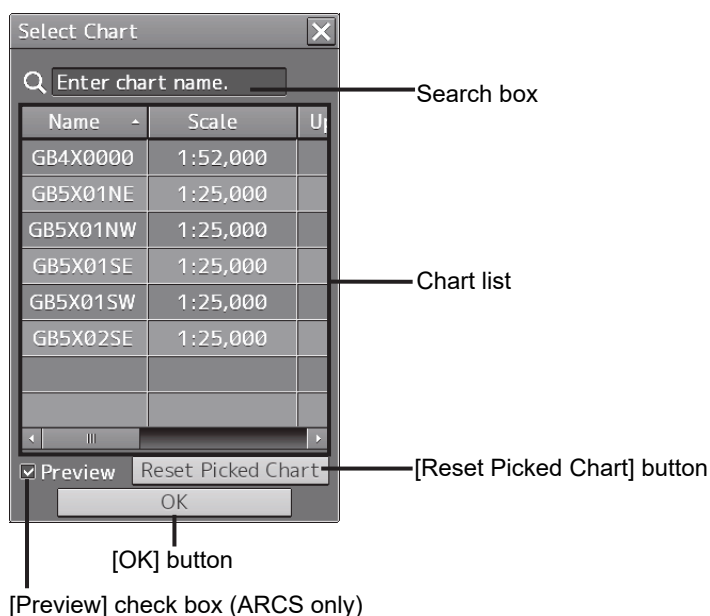 Select Chart
Enter chart name.
Search box
Name Scale
GB4X0000 1:52,000
GB5X01NE 1:25,000
GB5X01NW 1:25,000
GB5X01SE 1:25,000
Chart list
GB5X01SW 1:25,000
GB5X02SE 1:25,000
Preview Reset Picked Chart
[Reset Picked Chart] button
OK
[OK] button
[Preview] check box (ARCS only)